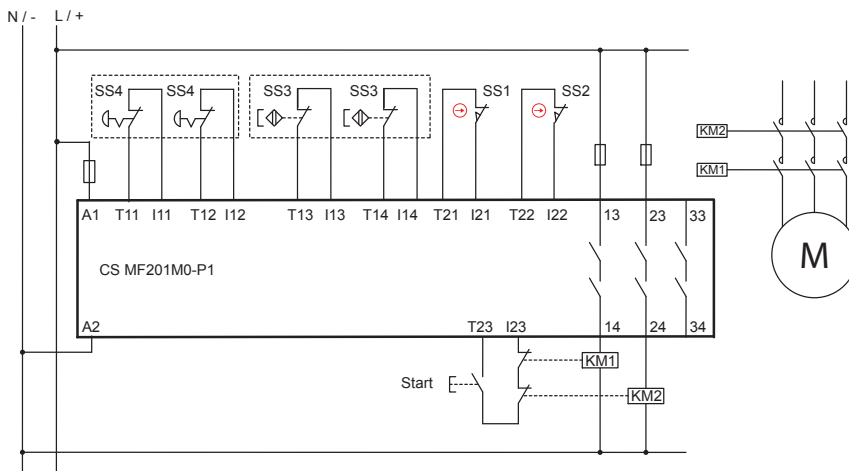 N / - L / +
SS4 SS4 SS3 SS3 SS1 SS2
KM2
KM1
A1 T11 I11 T12 I12 T13 I13 T14 I14 T21 I21 T22 I22 13 23 33
M
CS MF201M0-P1
A2 T23 I23 14 24 34
KM1
Start
KM2